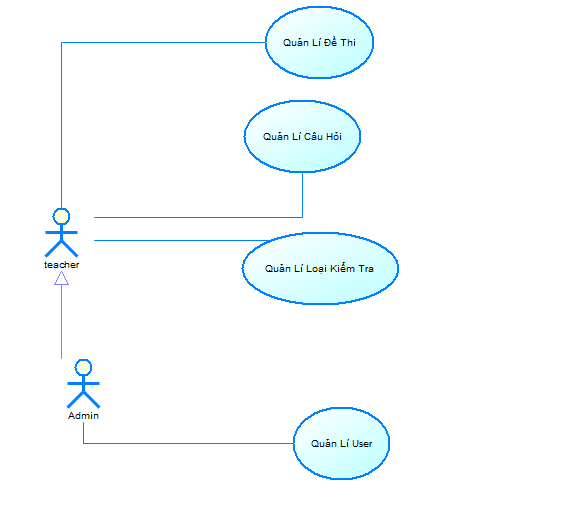 Quản Lí Đề Thi
Quản Lí Câu Hỏi
teacher
Quản Lí Loại Kiểm Tra
Admin
Quản Lí User